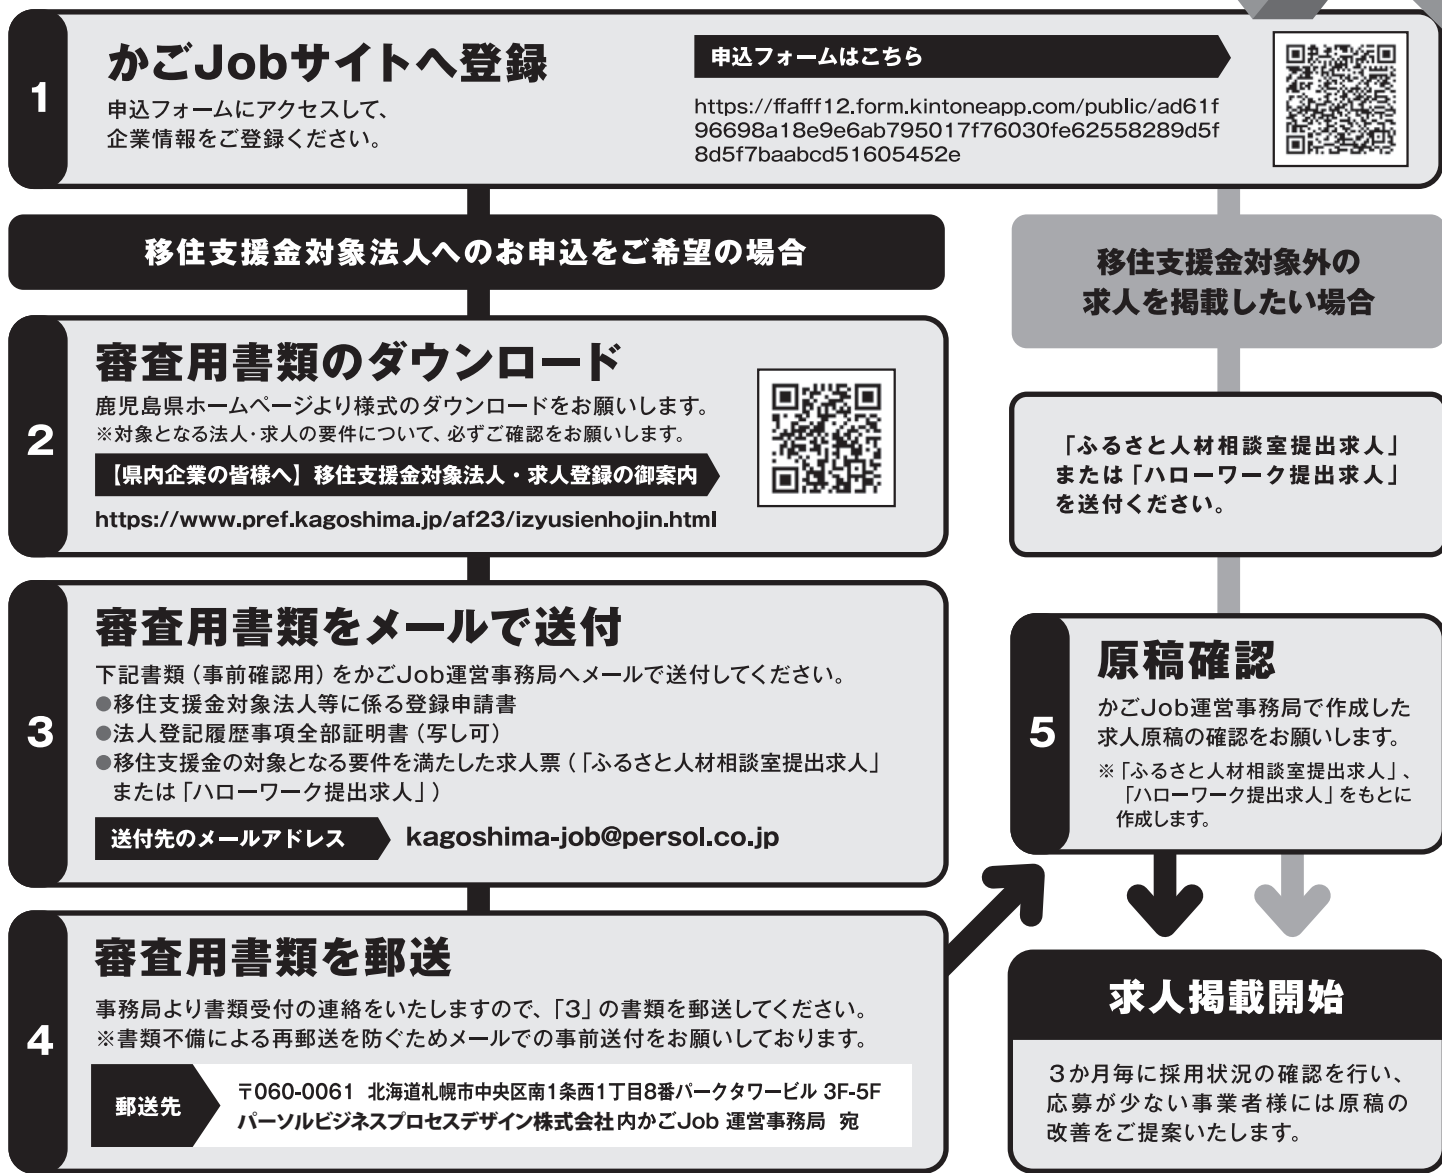 1
かごJobサイトへ登録
申込フォームにアクセスして、
企業情報をご登録ください。
申込フォームはこちら
https://ffafff12.form.kintoneapp.com/public/ad61f
96698a18e9e6ab795017f76030fe62558289d5f
8d5f7baabcd51605452e
移住支援金対象法人へのお申込をご希望の場合
2
審査用書類のダウンロード
鹿児島県ホームページより様式のダウンロードをお願いします。
※対象となる法人・求人の要件について、必ずご確認をお願いします。
【県内企業の皆様へ】移住支援金対象法人・求人登録の御案内
https://www.pref.kagoshima.jp/af23/izyusienhojin.html
3
審査用書類をメールで送付
下記書類（事前確認用）をかごJob運営事務局へメールで送付してください。
●移住支援金対象法人等に係る登録申請書
●法人登記履歴事項全部証明書（写し可）
●移住支援金の対象となる要件を満たした求人票（「ふるさと人材相談室提出求人」
または「ハローワーク提出求人」）
送付先のメールアドレス kagoshima-job@persol.co.jp
4
審査用書類を郵送
事務局より書類受付の連絡をいたしますので、「3」の書類を郵送してください。
※書類不備による再郵送を防ぐためメールでの事前送付をお願いしております。
郵送先
〒060-0061 北海道札幌市中央区南1条西1丁目8番パークタワービル 3F-5F
パーソルビジネスプロセスデザイン株式会社内かごJob 運営事務局 宛
移住支援金対象外の
求人を掲載したい場合
「ふるさと人材相談室提出求人」
または「ハローワーク提出求人」
を送付ください。
5
原稿確認
かごJob運営事務局で作成した
求人原稿の確認をお願いします。
※「ふるさと人材相談室提出求人」、
「ハローワーク提出求人」をもとに
作成します。
求人掲載開始
3か月毎に採用状況の確認を行い、
応募が少ない事業者様には原稿の
改善をご提案いたします。